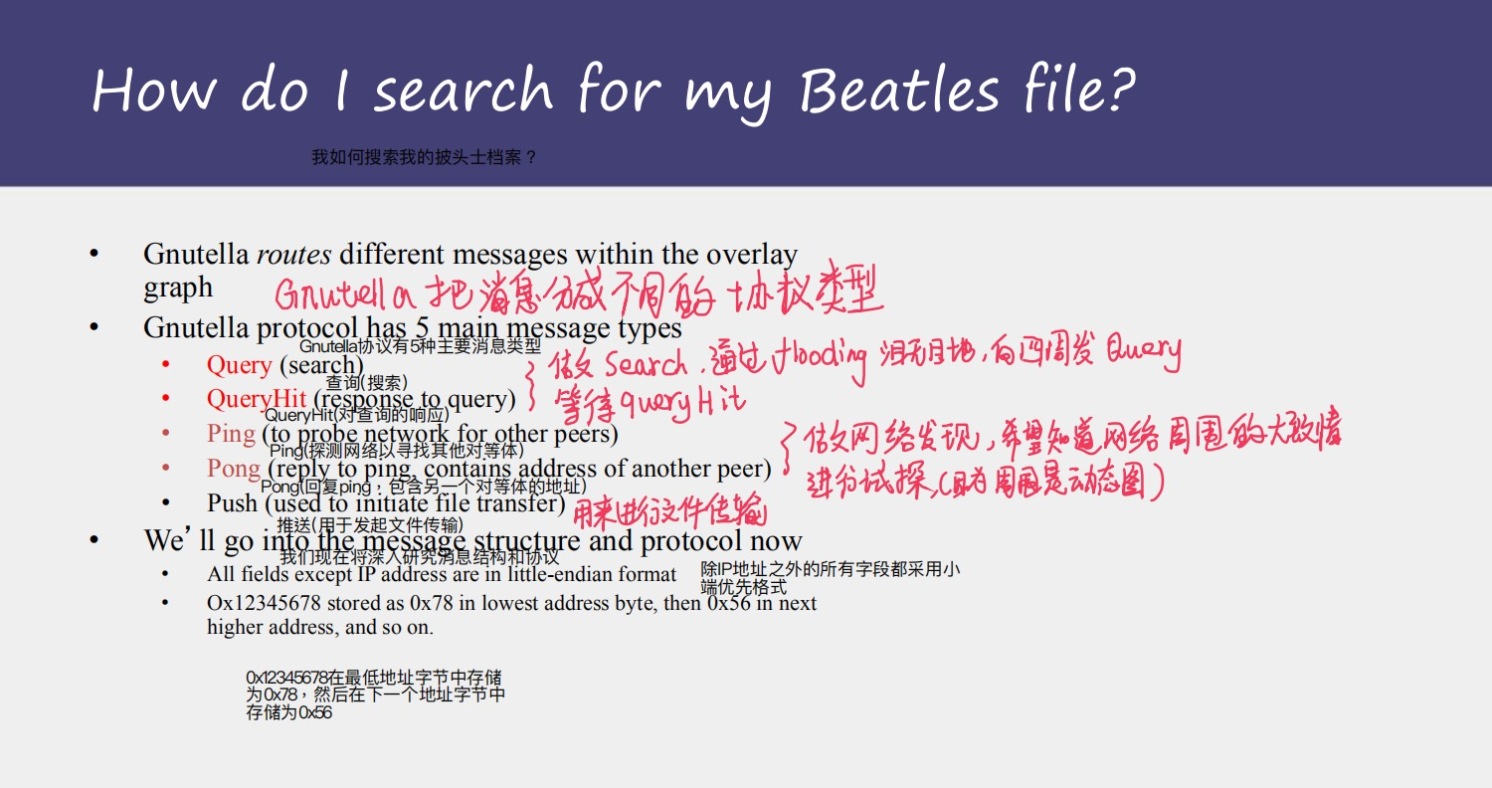 How do I search for my Beatles file?
我如何搜索我的披头士档案？
• Gnutella routes different messages within the overlay
graph
Gnutella 把消息分成不同的协议类型
• Gnutella protocol has 5 main message types
Gnutella协议有5种主要消息类型
• Query (search)
查询(搜索)
• QueryHit (response to query)
QueryHit(对查询的响应)
做 Search. 通过 flooding 漫无目地, 向四周发 Query
等待 queryHit
• Ping (to probe network for other peers)
Ping(探测网络以寻找其他对等体)
• Pong (reply to ping, contains address of another peer)
Pong(回复ping，包含另一个对等体的地址)
做网络发现, 希望知道网络周围的大致情
进行试探, (因为周围是动态图)
• Push (used to initiate file transfer)
推送(用于发起文件传输)
用来进行文件传输
• We’ll go into the message structure and protocol now
我们现在将深入研究消息结构和协议
• All fields except IP address are in little-endian format
除IP地址之外的所有字段都采用小
端优先格式
• Ox12345678 stored as 0x78 in lowest address byte, then 0x56 in next
higher address, and so on.
0x12345678在最低地址字节中存储
为0x78，然后在下一个地址字节中
存储为0x56